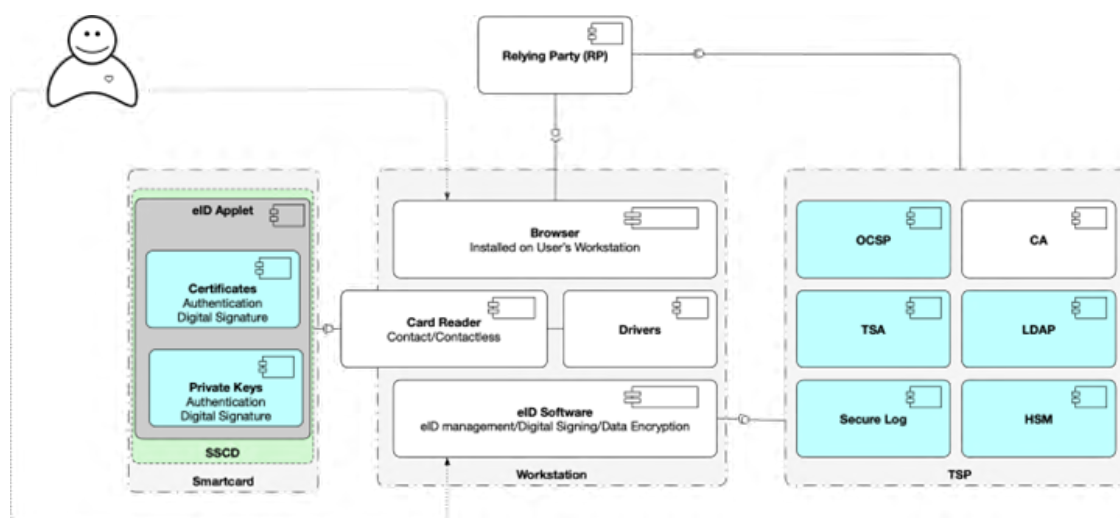 Relying Party (RP)
eID Applet
Certificates
Authentication
Digital Signature
Private Keys
Authentication
Digital Signature
SSCD
Smartcard
Browser
Installed on User's Workstation
Card Reader
Contact/Contactless
Drivers
eID Software
eID management/Digital Signing/Data Encryption
Workstation
OCSP
CA
TSA
LDAP
Secure Log
HSM
TSP